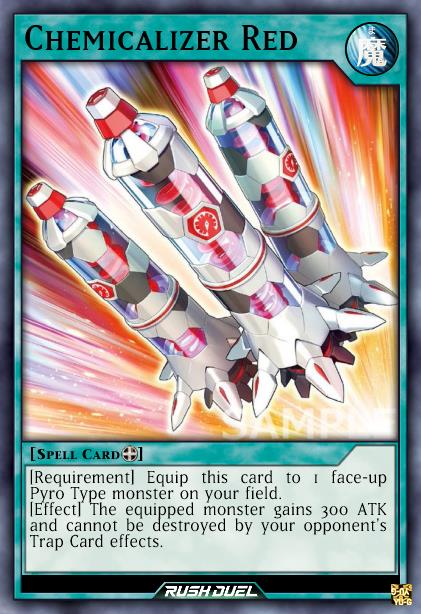 Chemicalizer Red
ま
魔
SAMPLE
[Spell Card]
[Requirement] Equip this card to 1 face-up
Pyro Type monster on your field.
[Effect] The equipped monster gains 300 ATK
and cannot be destroyed by your opponent's
Trap Card effects.
RUSH DUEL